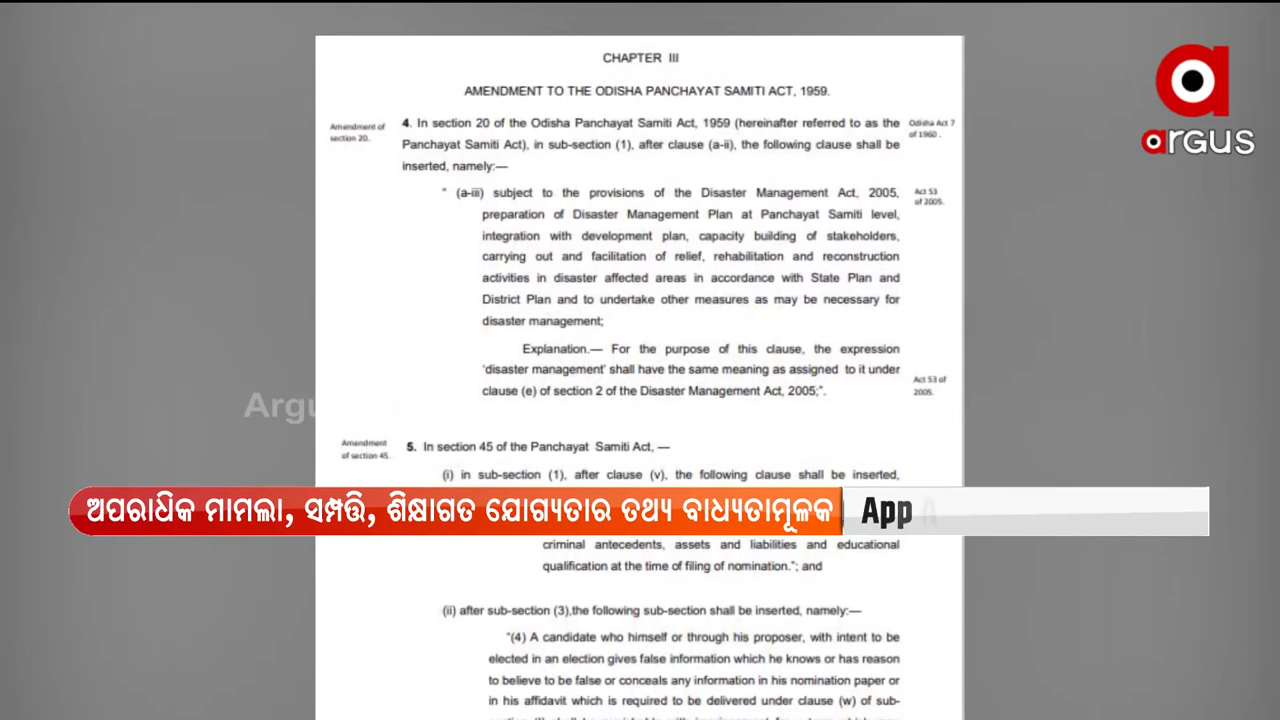 CHAPTER III
argus
AMENDMENT TO THE ODISHA PANCHAYAT SAMITI ACT, 1959.
Amendment of
section 20.
4. In section 20 of the Odisha Panchayat Samiti Act, 1959 (hereinafter referred to as the
Panchayat Samiti Act), in sub-section (1), after clause (a-ii), the following clause shall be
inserted, namely:—
Odisha Act 7
of 1960 .
" (a-iii) subject to the provisions of the Disaster Management Act, 2005,
preparation of Disaster Management Plan at Panchayat Samiti level,
integration with development plan, capacity building of stakeholders,
carrying out and facilitation of relief, rehabilitation and reconstruction
activities in disaster affected areas in accordance with State Plan and
District Plan and to undertake other measures as may be necessary for
disaster management;
Act 53
of 2005.
Explanation.— For the purpose of this clause, the expression
'disaster management' shall have the same meaning as assigned to it under
clause (e) of section 2 of the Disaster Management Act, 2005;".
Act 53 of
2005.
Amendment
of section 45.
5. In section 45 of the Panchayat Samiti Act, —
(i) in sub-section (1), after clause (v), the following clause shall be inserted,
ଅପରାଧିକ ମାମଲା, ସମ୍ପତ୍ତି, ଶିକ୍ଷାଗତ ଯୋଗ୍ୟତାର ତଥ୍ୟ ବାଧ୍ୟତାମୂଳକ
App
criminal antecedents, assets and liabilities and educational
qualification at the time of filing of nomination."; and
(ii) after sub-section (3),the following sub-section shall be inserted, namely:—
"(4) A candidate who himself or through his proposer, with intent to be
elected in an election gives false information which he knows or has reason
to believe to be false or conceals any information in his nomination paper or
in his affidavit which is required to be delivered under clause (w) of sub-